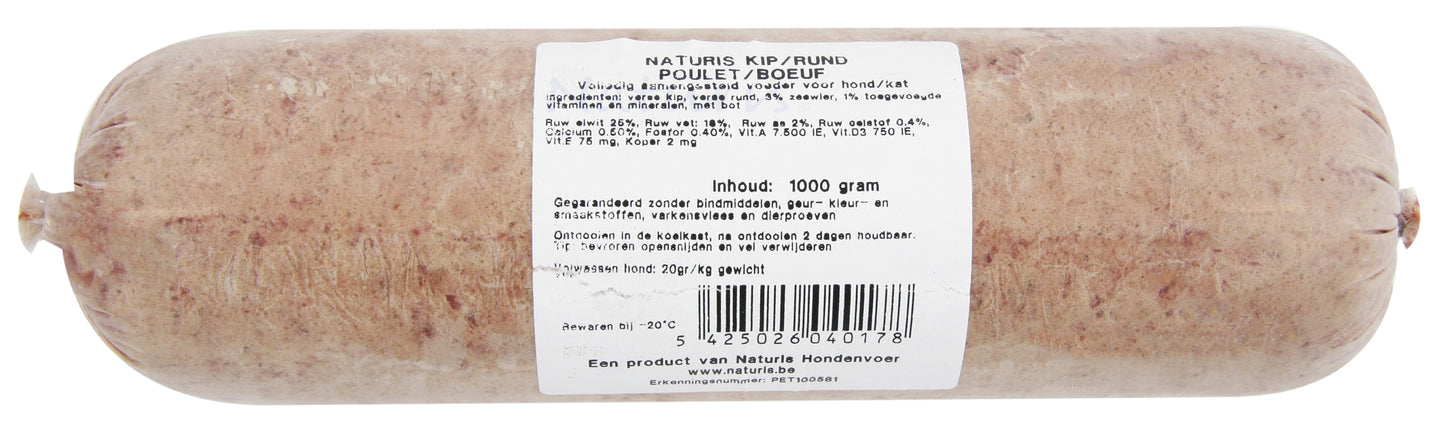 NATURIS KIP/RUND
POULET/BOEUF
Volledig samengesteld voeder voor hond/kat
Ingredienten: verse kip, verse rund, 3% zeewier, 1% toegevoegde
vitaminen en mineralen, met bot
Ruw eiwit 25%, Ruw vet: 18%, Ruw as 2%, Ruw celstof 0.4%,
Calcium 0.50%, Fosfor 0.40%, Vit.A 7.500 IE, Vit.D3 750 IE,
Vit.E 75 mg, Koper 2 mg
Inhoud: 1000 gram
Gegarandeerd zonder bindmiddelen, geur- kleur- en
smaakstoffen, varkensvlees en dierproeven
Ontdooien in de koelkast, na ontdooien 2 dagen houdbaar.
Tip: bevroren opensnijden en vel verwijderen
Volwassen hond: 20gr/kg gewicht
Bewaren bij -20°C
5 425026 040178
Een product van Naturis Hondenvoer
www.naturis.be
Erkenningsnummer: PET100581